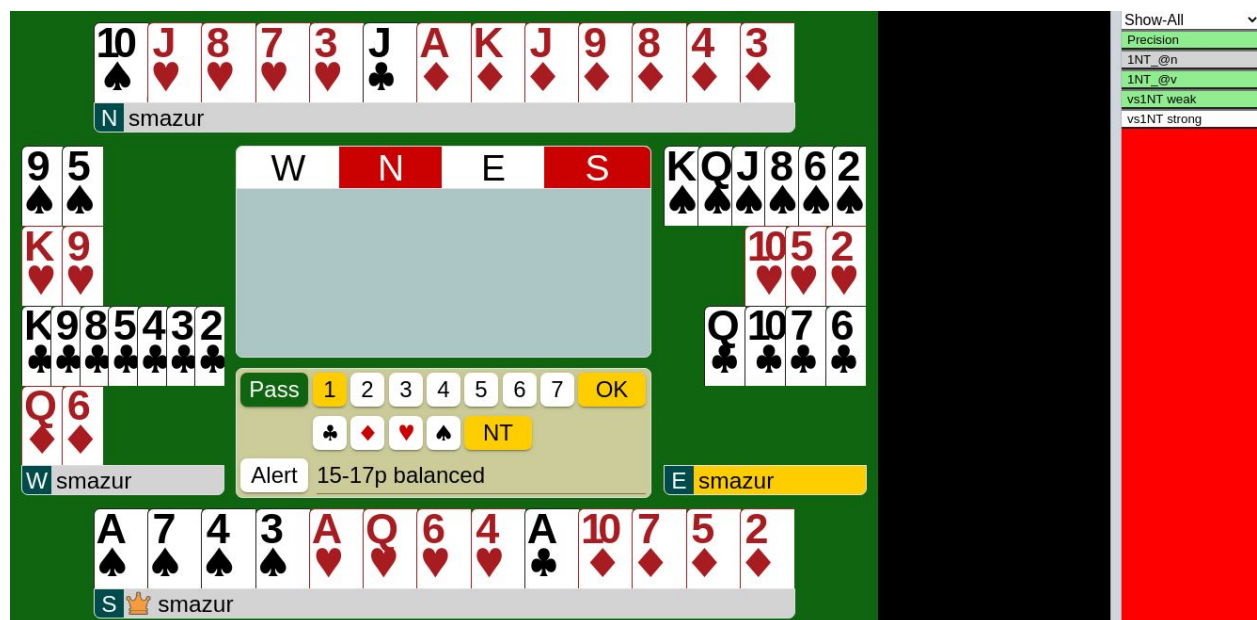 10♠ J♥ 8♥ 7♥ 3♥ J♣ A♦ K♦ J♦ 9♦ 8♦ 4♦ 3♦
N smazur
9♠ 5♠
K♥ 9♥
K♣ 9♣ 8♣ 5♣ 4♣ 3♣ 2♣
Q♦ 6♦
W smazur
W N E S
Pass 1 2 3 4 5 6 7 OK
♣ ♦ ♥ ♠ NT
Alert 15-17p balanced
K♠ Q♠ J♠ 8♠ 6♠ 2♠
10♥ 5♥ 2♥
Q♣ 10♣ 7♣ 6♣
E smazur
A♠ 7♠ 4♠ 3♠ A♥ Q♥ 6♥ 4♥ A♣ 10♦ 7♦ 5♦ 2♦
S smazur
Show-All
Precision
1NT_@n
1NT_@v
vs1NT weak
vs1NT strong